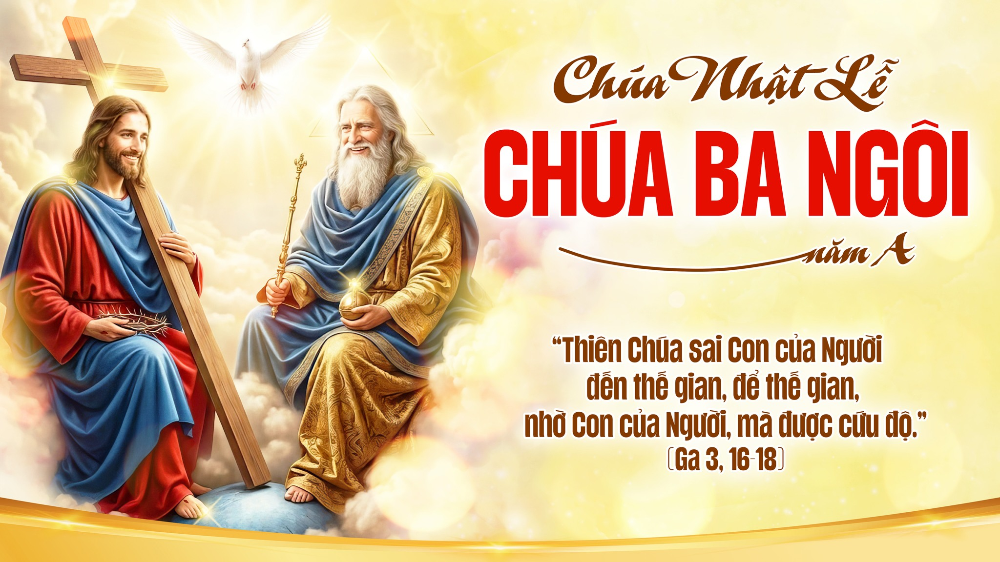 Chúa Nhật Lễ
CHÚA BA NGÔI
năm A
“Thiên Chúa sai Con của Người
đến thế gian, để thế gian,
nhờ Con của Người, mà được cứu độ.”
(Ga 3, 16-18)